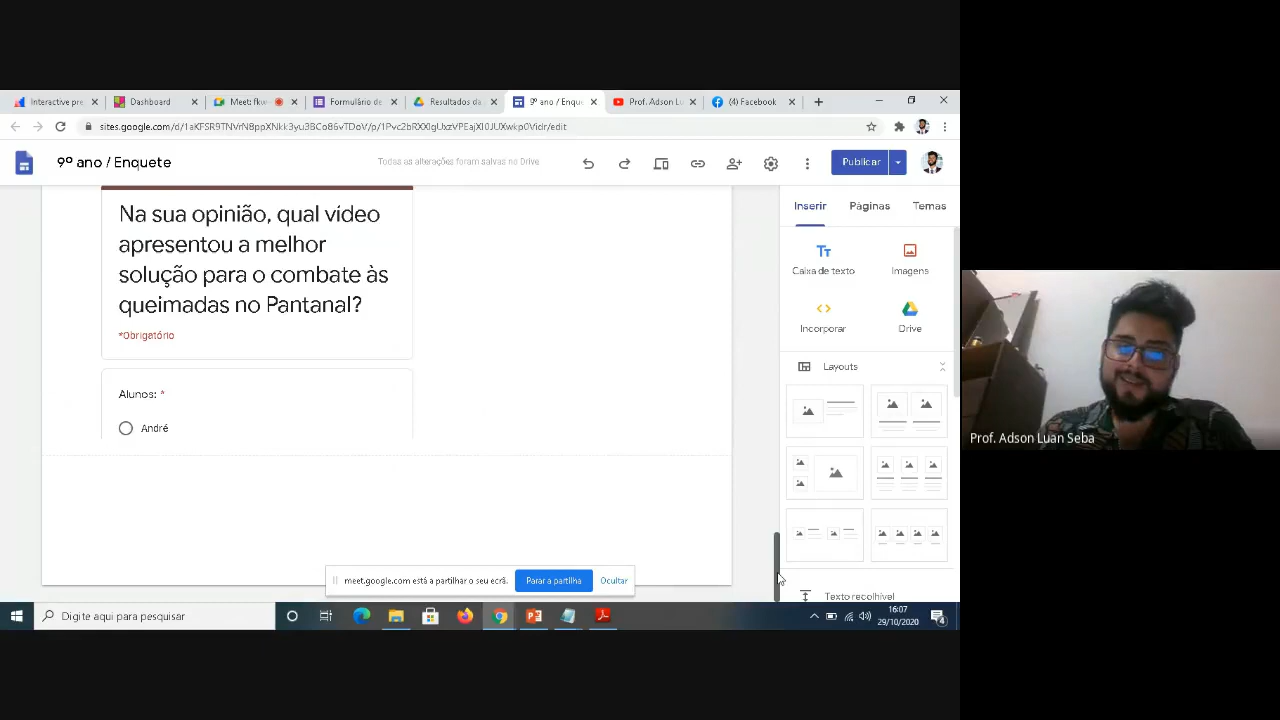 Interactive pre
Dashboard
Formulário de
Resultados da
9º ano / Enque
Prof. Adson Lu
(4) Facebook
9º ano / Enquete
Todas as alterações foram salvas no Drive
Publicar
Na sua opinião, qual vídeo
apresentou a melhor
solução para o combate às
queimadas no Pantanal?
*Obrigatório
Alunos: *
André
Inserir
Páginas
Temas
Caixa de texto
Imagens
Incorporar
Drive
Layouts
Texto recolhível
meet.google.com está a partilhar o seu ecrã.
Parar a partilha
Ocultar
Prof. Adson Luan Seba
Digite aqui para pesquisar
16:07
29/10/2020
4